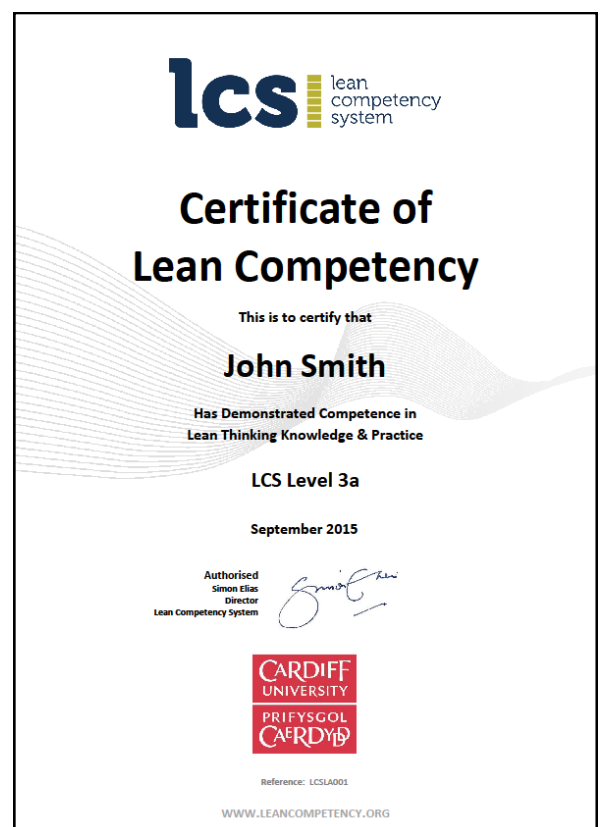 lcs lean
competency
system
Certificate of
Lean Competency
This is to certify that
John Smith
Has Demonstrated Competence in
Lean Thinking Knowledge & Practice
LCS Level 3a
September 2015
Authorised
Simon Elias
Director
Lean Competency System
CARDIFF
UNIVERSITY
PRIFYSGOL
CAERDYDD
Reference: LCSLA001
WWW.LEANCOMPETENCY.ORG